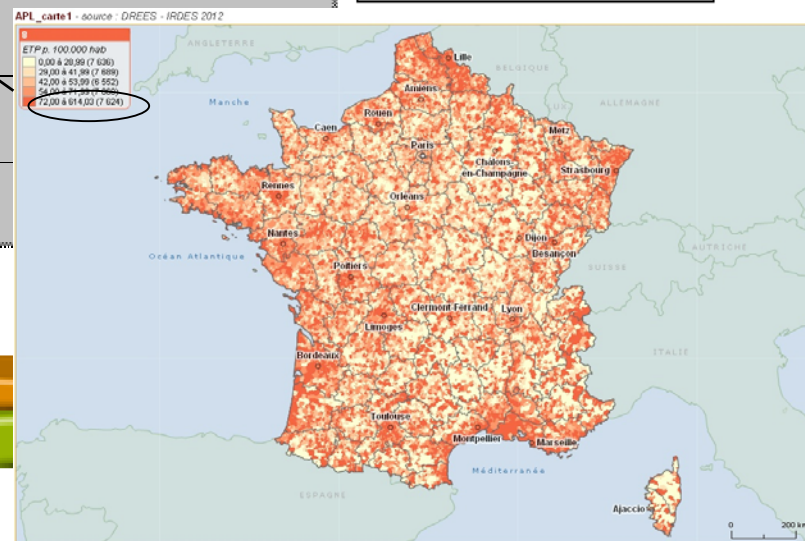 APL_carte1 - source : DREES - IRDES 2012
ETP p. 100.000 hab
0,00 à 28,99 (7 636)
29,00 à 41,99 (7 889)
42,00 à 53,99 (6 552)
72,00 à 614,03 (7 624)
ANGLETERRE
Lille
BELGIQUE
Amiens
LUX
ALLEMAGNE
Manche
Rouen
Caen
Metz
Paris
Châlons-
en-Champagne
Strasbourg
Rennes
Orléans
Nantes
Dijon
Besançon
AUTRICHE
Océan Atlantique
Poitiers
SUISSE
Clermont-Ferrand
Lyon
Limoges
ITALIE
Bordeaux
Toulouse
Montpellier
Marseille
Méditerranée
ESPAGNE
Ajaccio
0 200 km